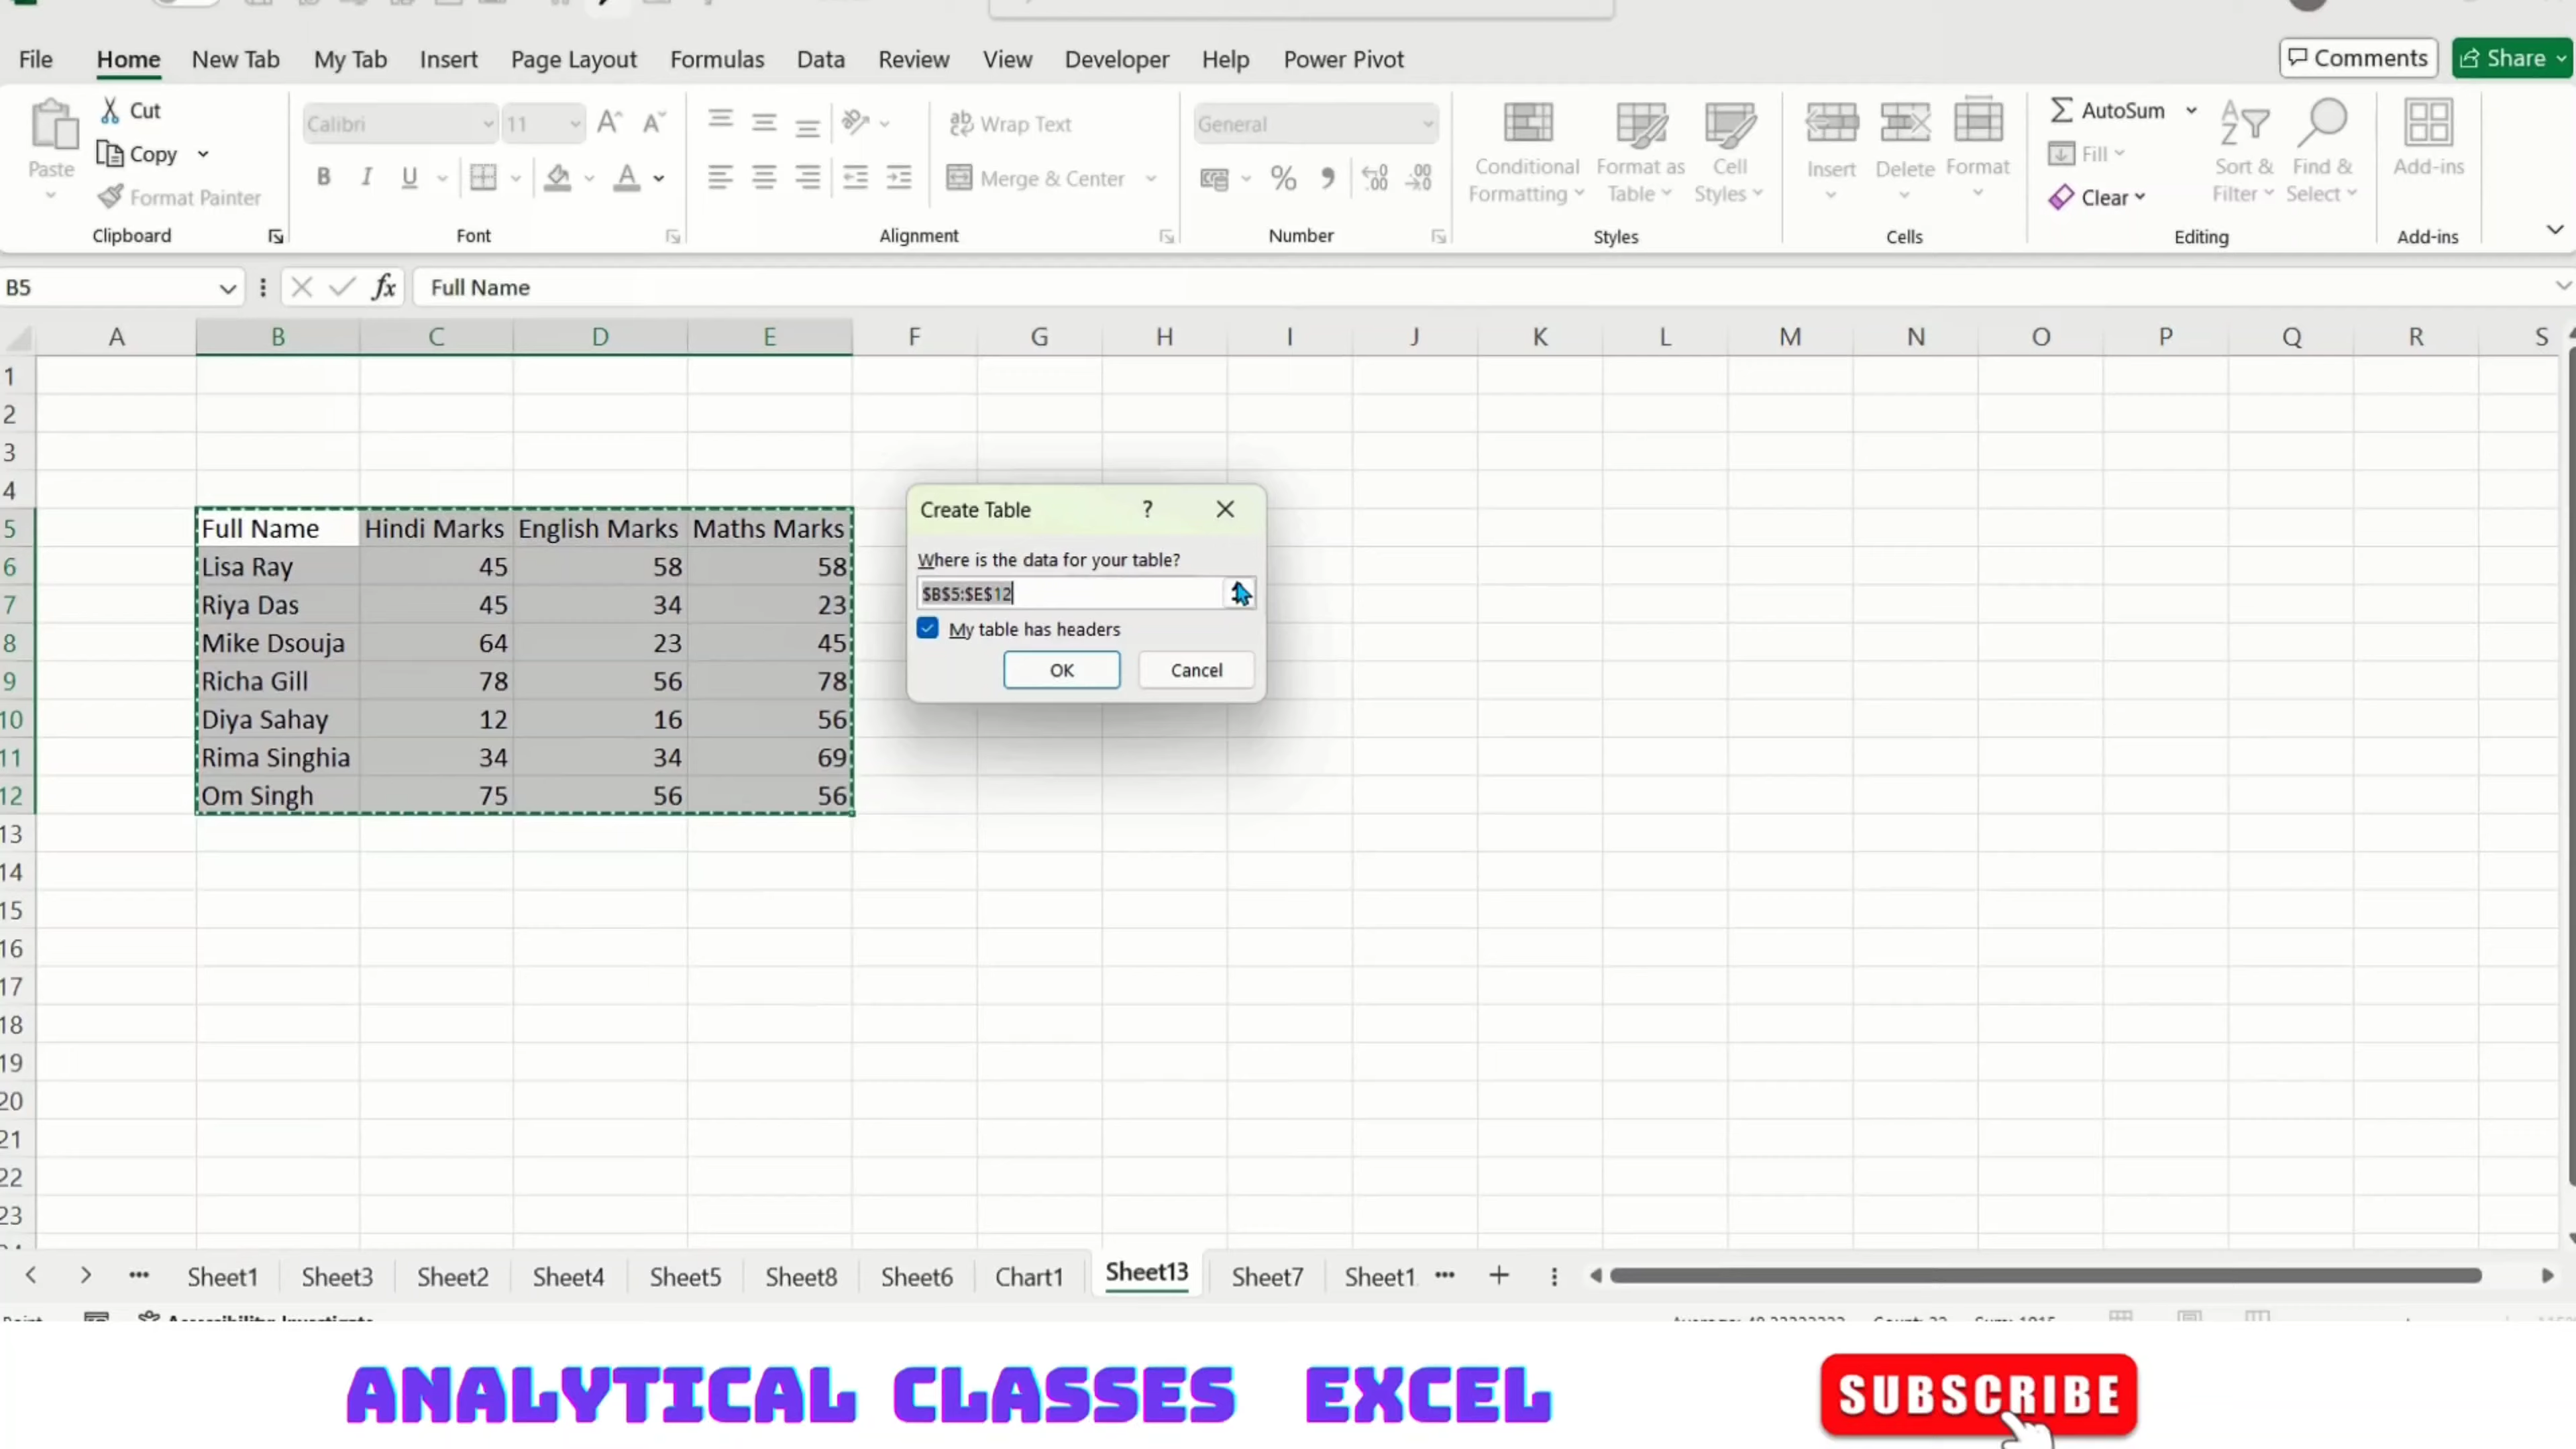 File Home New Tab My Tab Insert Page Layout Formulas Data Review View Developer Help Power Pivot Comments Share
Paste Cut Copy Format Painter Clipboard
Calibri 11 B I U Font
Wrap Text Merge & Center Alignment
General % Number
Conditional Formatting Format as Table Cell Styles Styles
Insert Delete Format Cells
AutoSum Fill Clear Sort & Filter Find & Select Editing
Add-ins Add-ins
B5 fx Full Name
A B C D E F G H I J K L M N O P Q R S
1
2
3
4
5 Full Name Hindi Marks English Marks Maths Marks
6 Lisa Ray 45 58 58
7 Riya Das 45 34 23
8 Mike Dsouja 64 23 45
9 Richa Gill 78 56 78
10 Diya Sahay 12 16 56
11 Rima Singhia 34 34 69
12 Om Singh 75 56 56
13
14
15
16
17
18
19
20
21
22
23
Create Table ?
Where is the data for your table?
$B$5:$E$12
My table has headers
OK Cancel
Sheet1 Sheet3 Sheet2 Sheet4 Sheet5 Sheet8 Sheet6 Chart1 Sheet13 Sheet7 Sheet1
ANALYTICAL CLASSES EXCEL
SUBSCRIBE